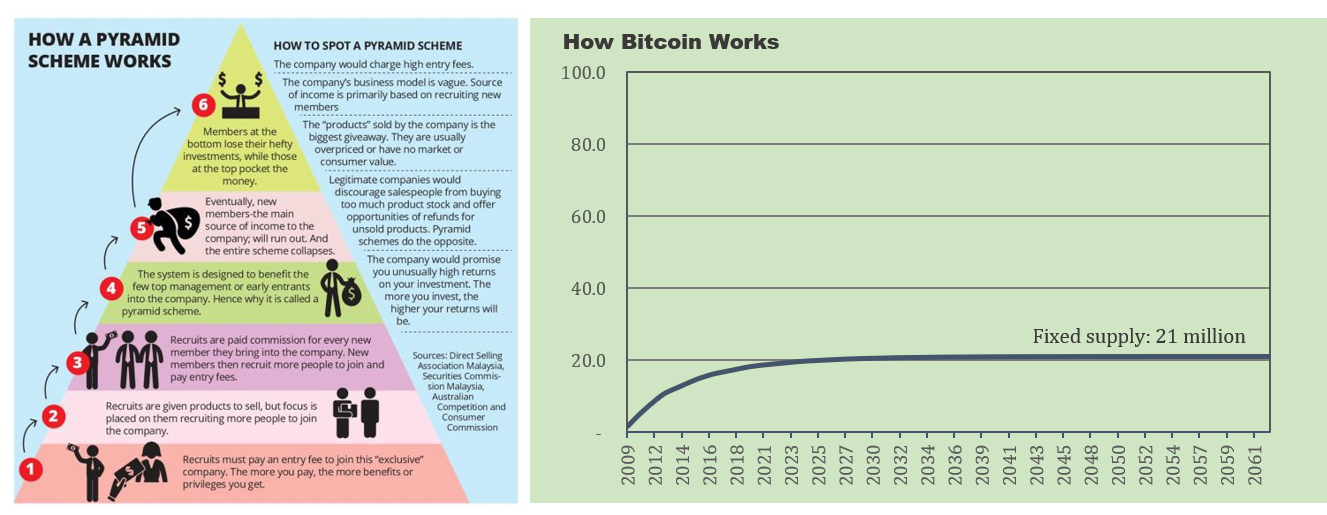 HOW A PYRAMID
SCHEME WORKS
6
Members at the
bottom lose their hefty
investments, while those
at the top pocket the
money.
5
Eventually, new
members-the main
source of income to the
company; will run out. And
the entire scheme collapses.
4
The system is designed to benefit the
few top management or early entrants
into the company. Hence why it is called a
pyramid scheme.
3
Recruits are paid commission for every new
member they bring into the company. New
members then recruit more people to join and
pay entry fees.
2
Recruits are given products to sell, but focus is
placed on them recruiting more people to join
the company.
1
Recruits must pay an entry fee to join this “exclusive”
company. The more you pay, the more benefits or
privileges you get.
HOW TO SPOT A PYRAMID SCHEME
The company would charge high entry fees.
The company’s business model is vague. Source
of income is primarily based on recruiting new
members
The “products” sold by the company is the
biggest giveaway. They are usually
overpriced or have no market or
consumer value.
Legitimate companies would
discourage salespeople from buying
too much product stock and offer
opportunities of refunds for
unsold products. Pyramid
schemes do the opposite.
The company would promise
you unusually high returns
on your investment. The
more you invest, the
higher your returns will
be.
Sources: Direct Selling
Association Malaysia,
Securities Commis-
sion Malaysia,
Australian
Competition and
Consumer
Commission
$ $
$
$
$
How Bitcoin Works
100.0
80.0
60.0
40.0
20.0
-
Fixed supply: 21 million
2009
2012
2014
2016
2018
2021
2023
2025
2027
2030
2032
2034
2036
2039
2041
2043
2045
2048
2050
2052
2054
2057
2059
2061